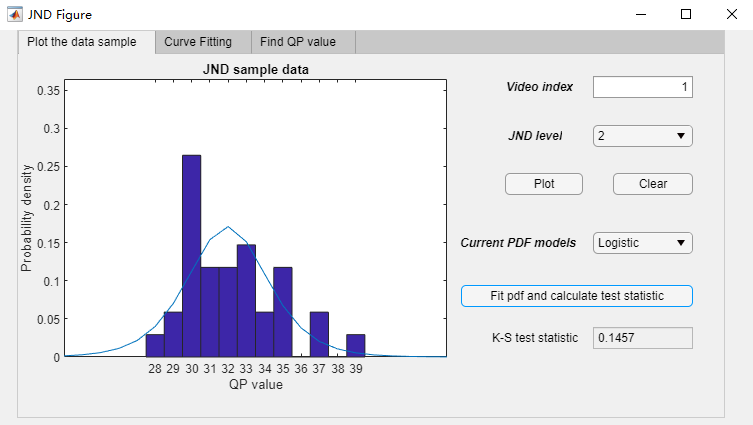 JND Figure
Plot the data sample Curve Fitting Find QP value
JND sample data
Probability density
0.35
0.3
0.25
0.2
0.15
0.1
0.05
0
28 29 30 31 32 33 34 35 36 37 38 39
QP value
Video index 1
JND level 2
Plot Clear
Current PDF models Logistic
Fit pdf and calculate test statistic
K-S test statistic 0.1457